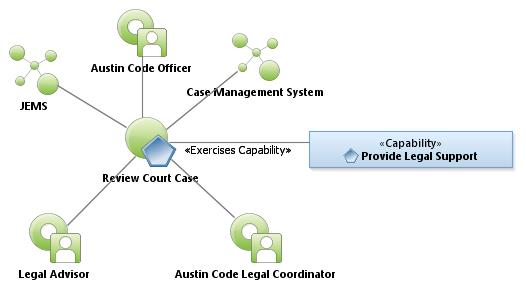 Austin Code Officer
Case Management System
JEMS
«Exercises Capability»
«Capability»
Provide Legal Support
Review Court Case
Legal Advisor
Austin Code Legal Coordinator